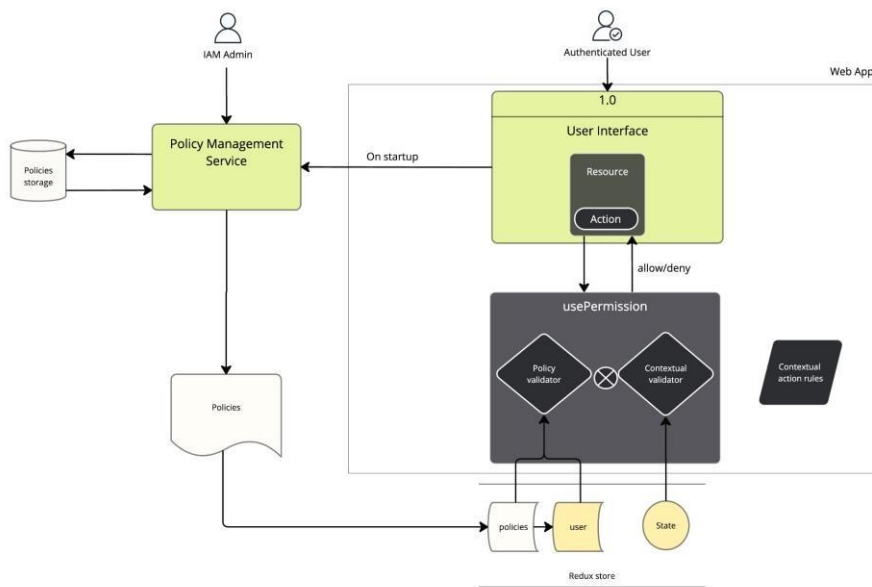 IAM Admin
Authenticated User
Web App
1.0
User Interface
Policy Management
Service
On startup
Policies
storage
Resource
Action
allow/deny
usePermission
Policy
validator
Contextual
validator
Contextual
action rules
Policies
policies
user
State
Redux store